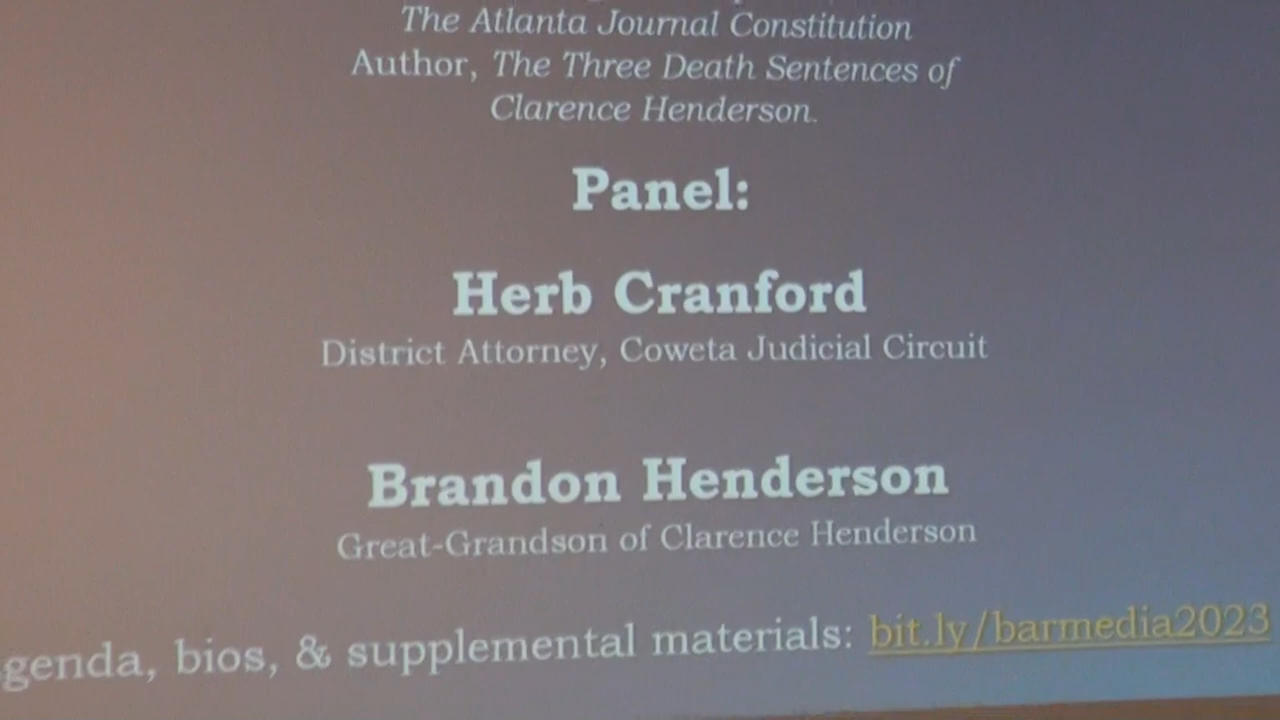 The Atlanta Journal Constitution
Author, The Three Death Sentences of
Clarence Henderson.
Panel:
Herb Cranford
District Attorney, Coweta Judicial Circuit
Brandon Henderson
Great-Grandson of Clarence Henderson
genda, bios, & supplemental materials: bit.ly/barmedia2023